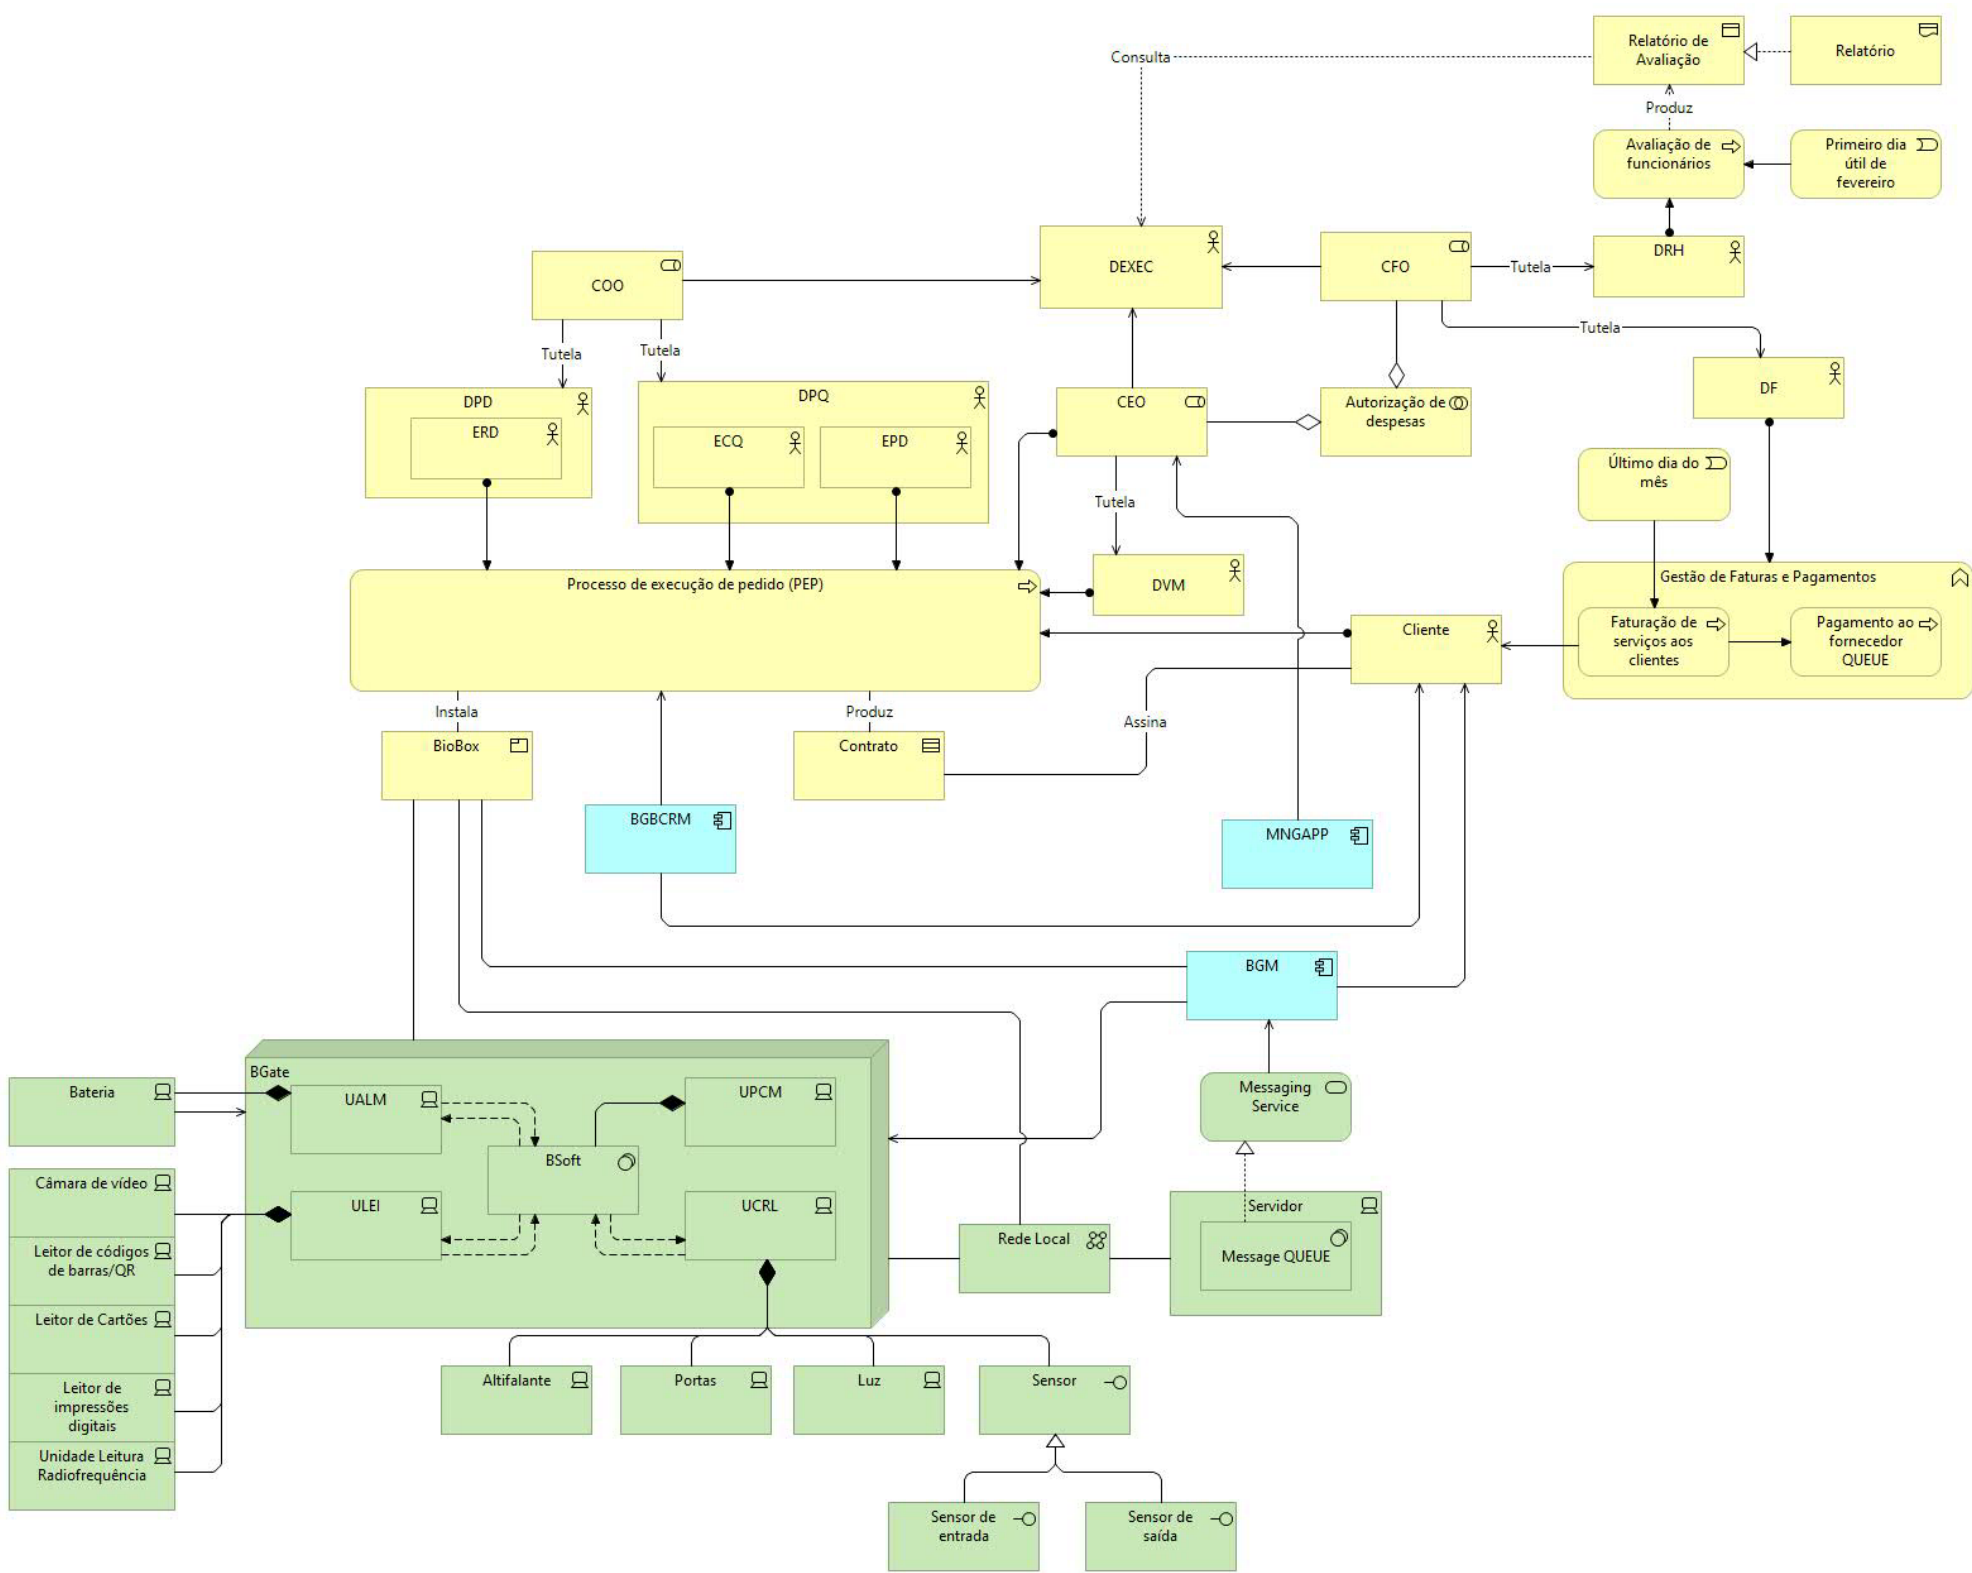 Relatório de
Avaliação
Relatório
Consulta
Produz
Avaliação de
funcionários
Primeiro dia
útil de
fevereiro
DEXEC
CFO
Tutela
DRH
COO
Tutela
Tutela
Tutela
DF
DPD
ERD
DPQ
ECQ
EPD
CEO
Autorização de
despesas
Tutela
Último dia do
mês
Processo de execução de pedido (PEP)
DVM
Gestão de Faturas e Pagamentos
Cliente
Faturação de
serviços aos
clientes
Pagamento ao
fornecedor
QUEUE
Instala
Produz
Assina
BioBox
Contrato
BGBCRM
MNGAPP
BGM
BGate
Bateria
UALM
UPCM
Messaging
Service
BSoft
Câmara de vídeo
ULEI
UCRL
Servidor
Leitor de códigos
de barras/QR
Rede Local
Message QUEUE
Leitor de Cartões
Leitor de
impressões
digitais
Altifalante
Portas
Luz
Sensor
Unidade Leitura
Radiofrequência
Sensor de
entrada
Sensor de
saída